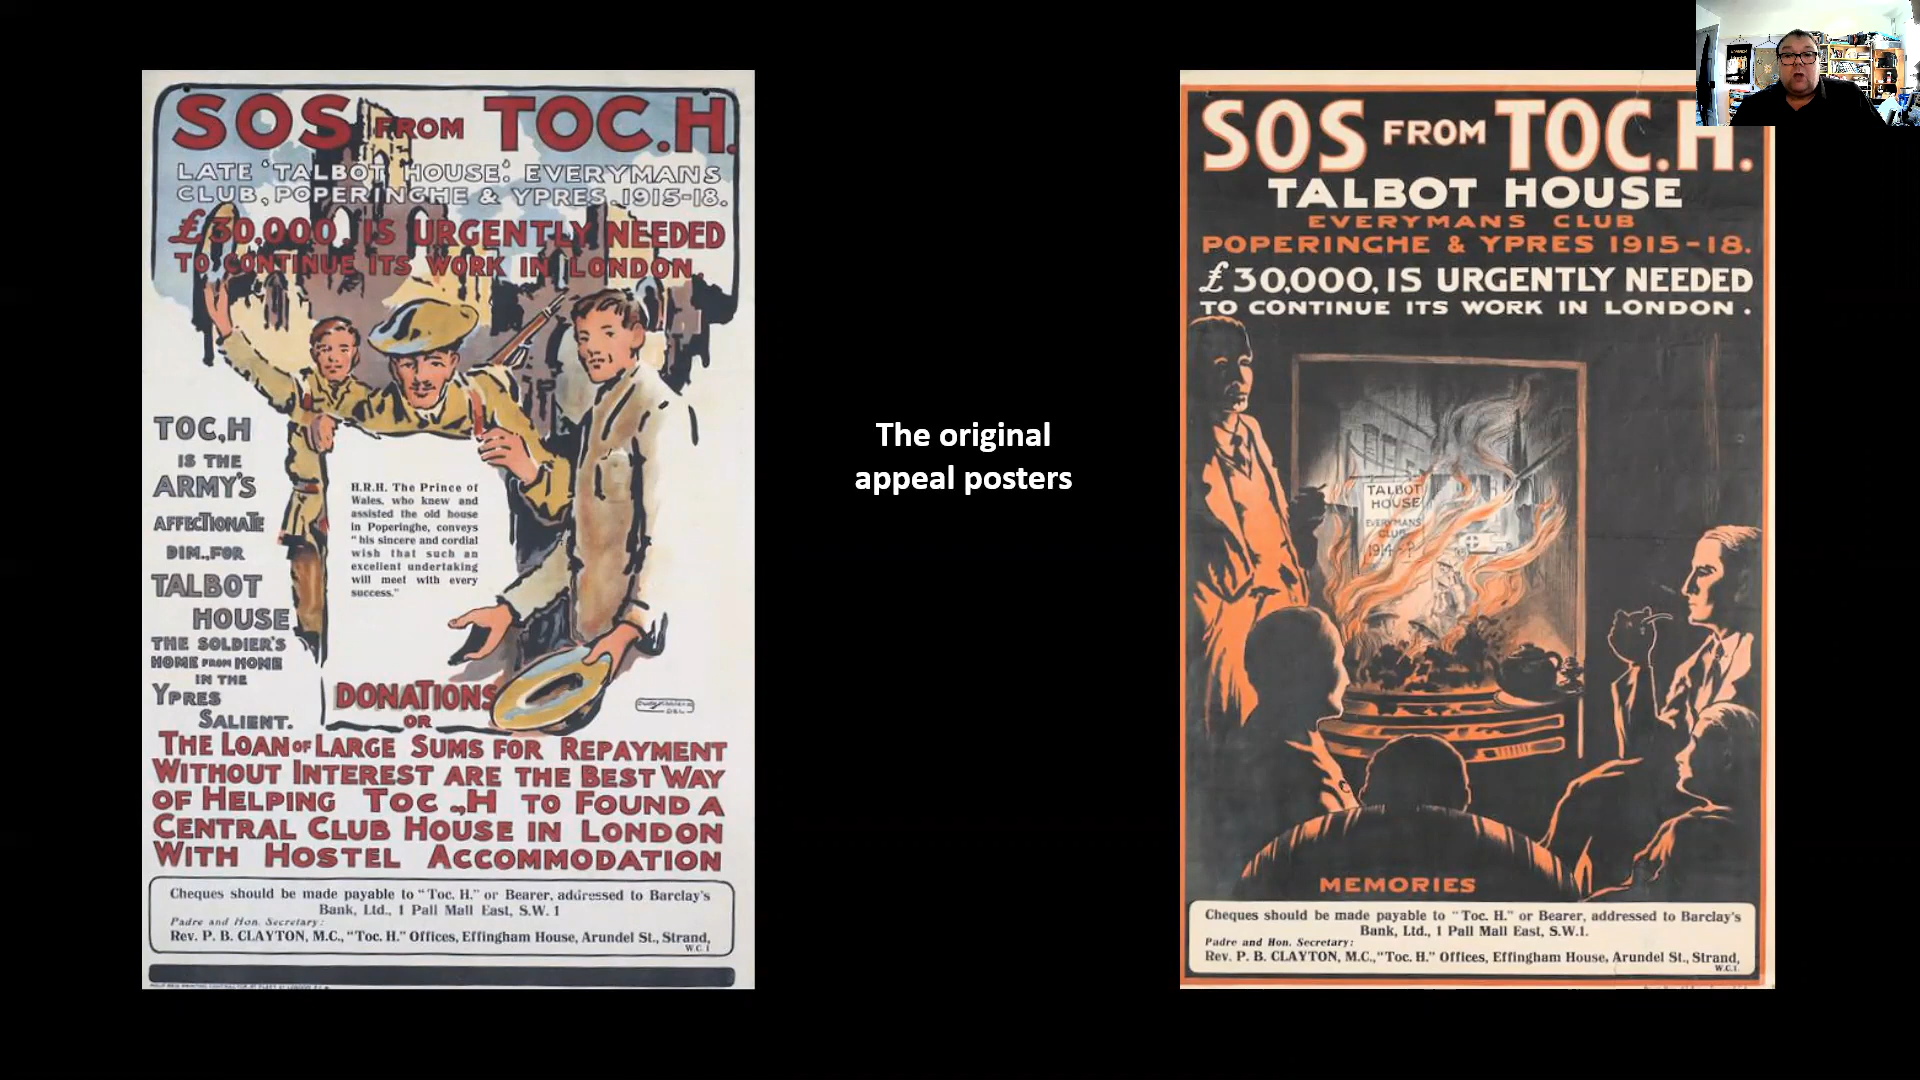 SOS FROM TOC.H.
LATE 'TALBOT HOUSE'. EVERYMANS
CLUB, POPERINGHE & YPRES. 1915-18.
£30,000, IS URGENTLY NEEDED
TO CONTINUE ITS WORK IN LONDON.
TOC,H
IS THE
ARMY'S
AFFECTIONATE
DIM.,FOR
TALBOT
HOUSE
THE SOLDIER'S
HOME FROM HOME
IN THE
YPRES
SALIENT.
H.R.H. The Prince of
Wales, who knew and
assisted the old house
in Poperinghe, conveys
"his sincere and cordial
wish that such an
excellent undertaking
will meet with every
success."
DONATIONS
OR
THE LOAN OF LARGE SUMS FOR REPAYMENT
WITHOUT INTEREST ARE THE BEST WAY
OF HELPING TOC.,H TO FOUND A
CENTRAL CLUB HOUSE IN LONDON
WITH HOSTEL ACCOMMODATION
Cheques should be made payable to "Toc. H." or Bearer, addressed to Barclay's
Bank, Ltd., 1 Pall Mall East, S.W. 1
Padre and Hon. Secretary:
Rev. P. B. CLAYTON, M.C., "Toc. H." Offices, Effingham House, Arundel St., Strand,
W.C. 1
The original
appeal posters
SOS FROM TOC.H.
TALBOT HOUSE
EVERYMANS CLUB
POPERINGHE & YPRES 1915-18.
£30,000, IS URGENTLY NEEDED
TO CONTINUE ITS WORK IN LONDON.
TALBOT
HOUSE
EVERYMANS
CLUB
1914-?
MEMORIES
Cheques should be made payable to "Toc. H." or Bearer, addressed to Barclay's
Bank, Ltd., 1 Pall Mall East, S.W.1.
Padre and Hon. Secretary:
Rev. P. B. CLAYTON, M.C.,"Toc. H." Offices, Effingham House, Arundel St., Strand,
W.C.1.